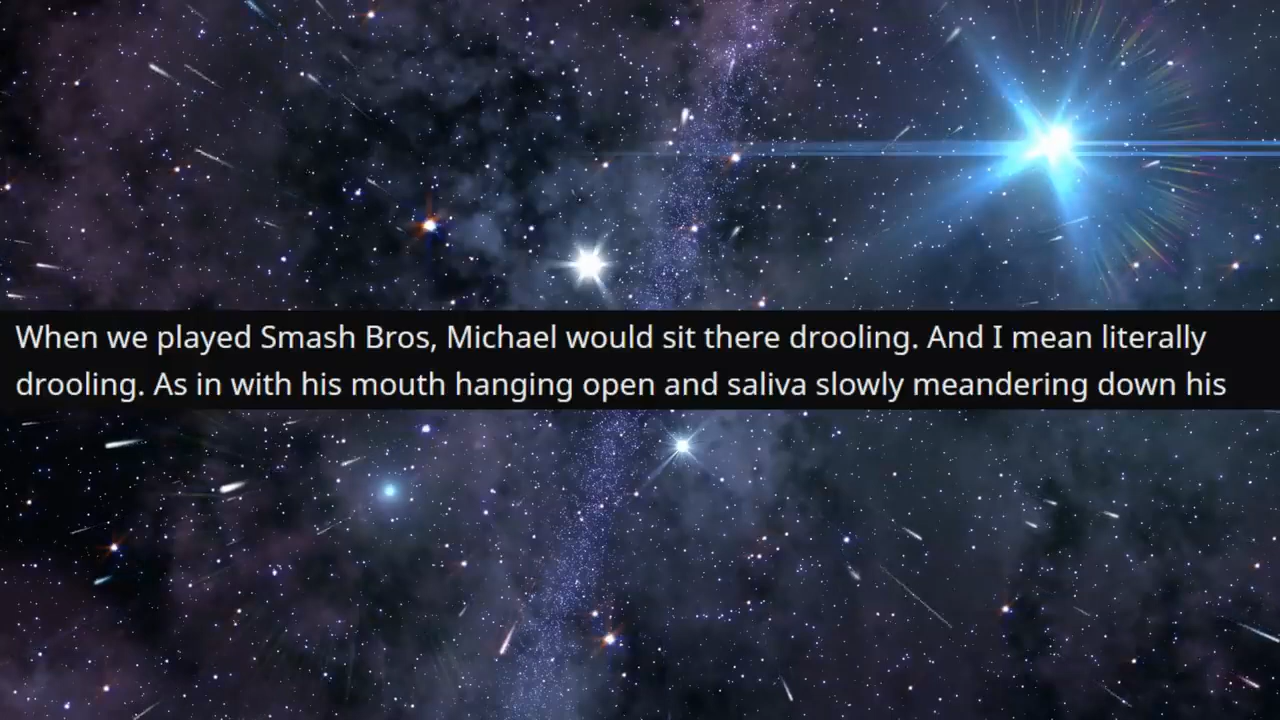 When we played Smash Bros, Michael would sit there drooling. And I mean literally
drooling. As in with his mouth hanging open and saliva slowly meandering down his